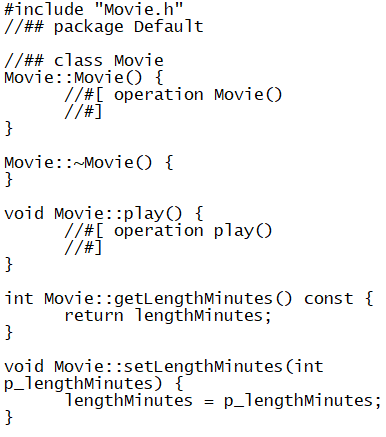 #include "Movie.h"
//## package Default

//## class Movie
Movie::Movie() {
      //#[ operation Movie()
      //#]
}

Movie::~Movie() {
}

void Movie::play() {
      //#[ operation play()
      //#]
}

int Movie::getLengthMinutes() const {
      return lengthMinutes;
}

void Movie::setLengthMinutes(int
p_lengthMinutes) {
      lengthMinutes = p_lengthMinutes;
}